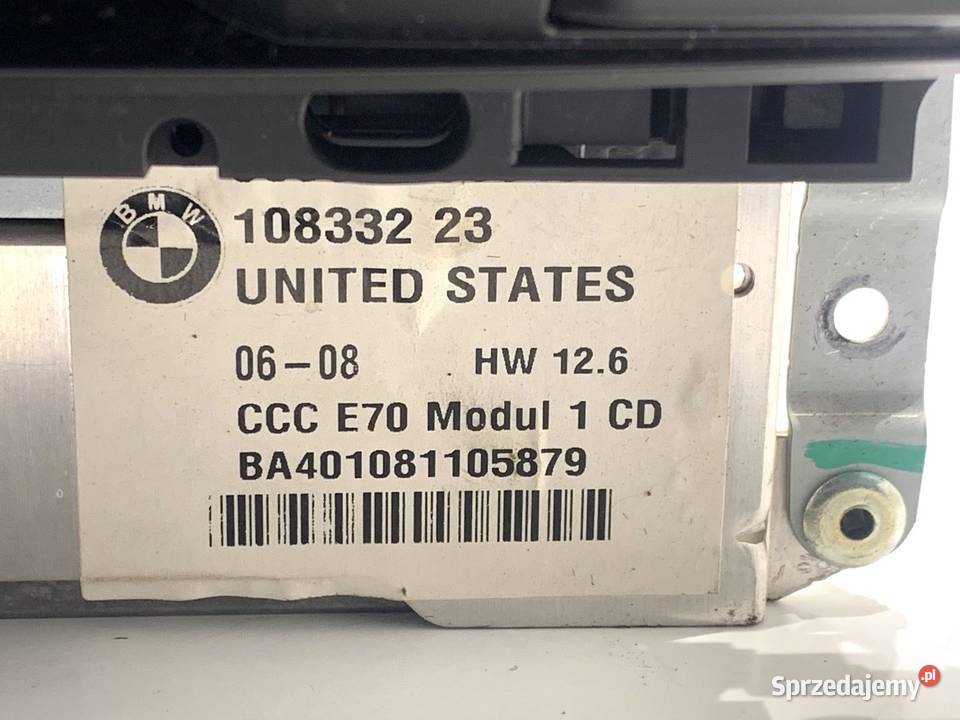 BMW
108332 23
UNITED STATES
06-08 HW 12.6
CCC E70 Modul 1 CD
BA401081105879
Sprzedajemy.pl